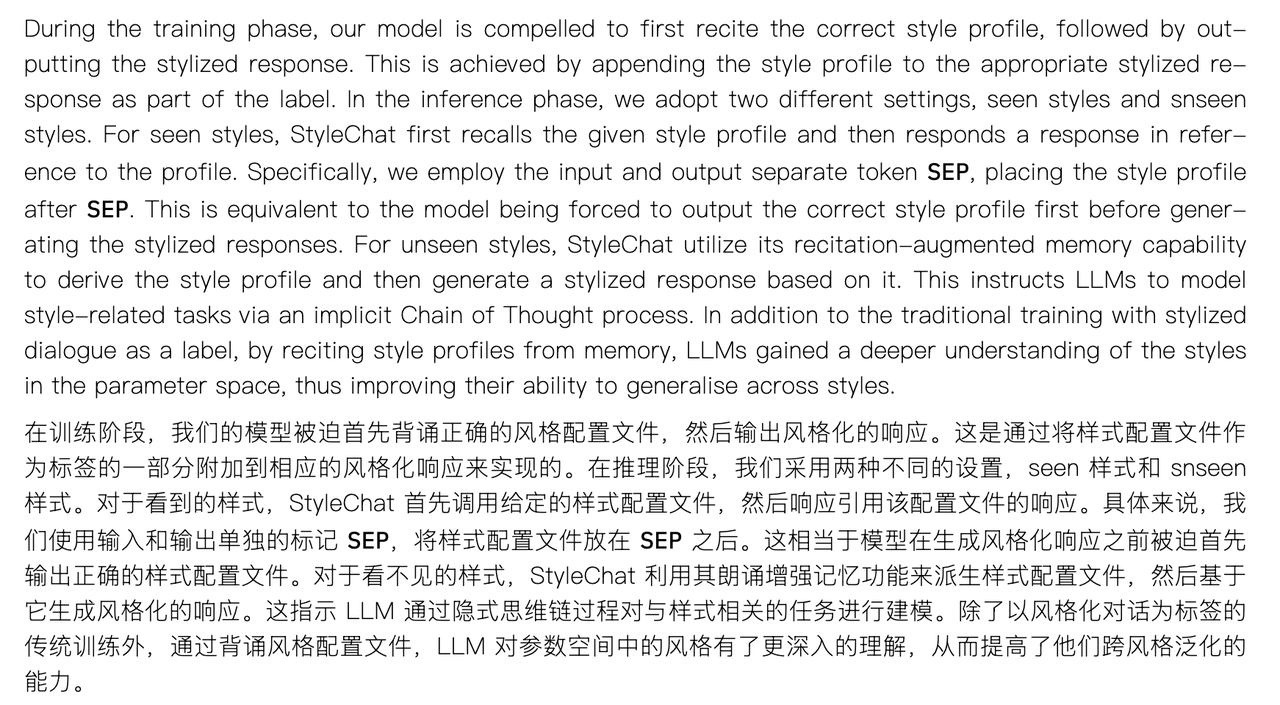 During the training phase, our model is compelled to first recite the correct style profile, followed by out-
putting the stylized response. This is achieved by appending the style profile to the appropriate stylized re-
sponse as part of the label. In the inference phase, we adopt two different settings, seen styles and snseen
styles. For seen styles, StyleChat first recalls the given style profile and then responds a response in refer-
ence to the profile. Specifically, we employ the input and output separate token SEP, placing the style profile
after SEP. This is equivalent to the model being forced to output the correct style profile first before gener-
ating the stylized responses. For unseen styles, StyleChat utilize its recitation-augmented memory capability
to derive the style profile and then generate a stylized response based on it. This instructs LLMs to model
style-related tasks via an implicit Chain of Thought process. In addition to the traditional training with stylized
dialogue as a label, by reciting style profiles from memory, LLMs gained a deeper understanding of the styles
in the parameter space, thus improving their ability to generalise across styles.
在训练阶段，我们的模型被迫首先背诵正确的风格配置文件，然后输出风格化的响应。这是通过将样式配置文件作
为标签的一部分附加到相应的风格化响应来实现的。在推理阶段，我们采用两种不同的设置，seen 样式和 snseen
样式。对于看到的样式，StyleChat 首先调用给定的样式配置文件，然后响应引用该配置文件的响应。具体来说，我
们使用输入和输出单独的标记 SEP，将样式配置文件放在 SEP 之后。这相当于模型在生成风格化响应之前被迫首先
输出正确的样式配置文件。对于看不见的样式，StyleChat 利用其朗诵增强记忆功能来派生样式配置文件，然后基于
它生成风格化的响应。这指示 LLM 通过隐式思维链过程对与样式相关的任务进行建模。除了以风格化对话为标签的
传统训练外，通过背诵风格配置文件，LLM 对参数空间中的风格有了更深入的理解，从而提高了他们跨风格泛化的
能力。